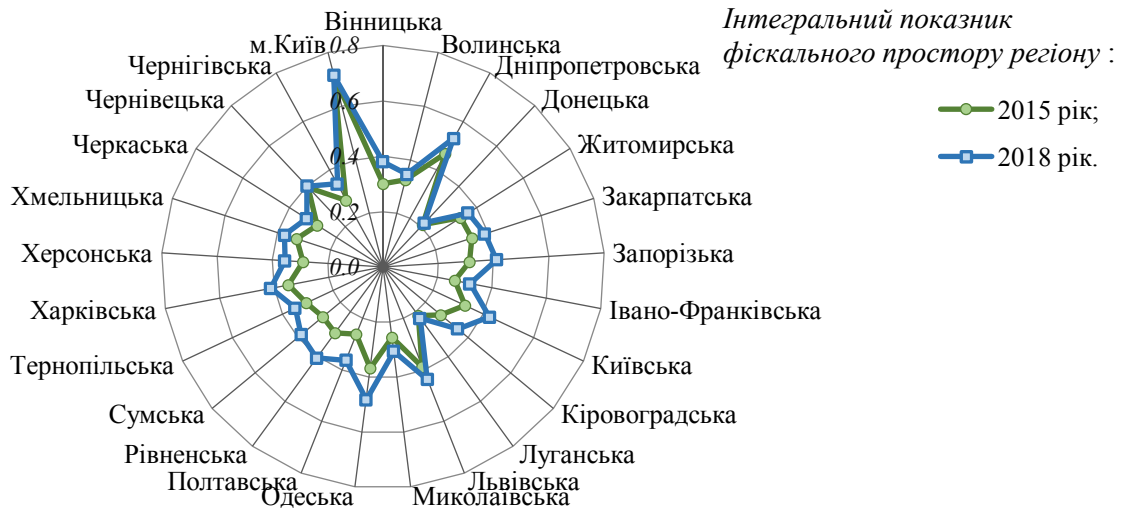 Інтегральний показник
фіскального простору регіону :
2015 рік;
2018 рік.
Вінницька
Волинська
Дніпропетровська
Донецька
Житомирська
Закарпатська
Запорізька
Івано-Франківська
Київська
Кіровоградська
Луганська
Львівська
Миколаївська
Одеська
Полтавська
Рівненська
Сумська
Тернопільська
Харківська
Херсонська
Хмельницька
Черкаська
Чернівецька
Чернігівська
м.Київ
0.8
0.6
0.4
0.2
0.0